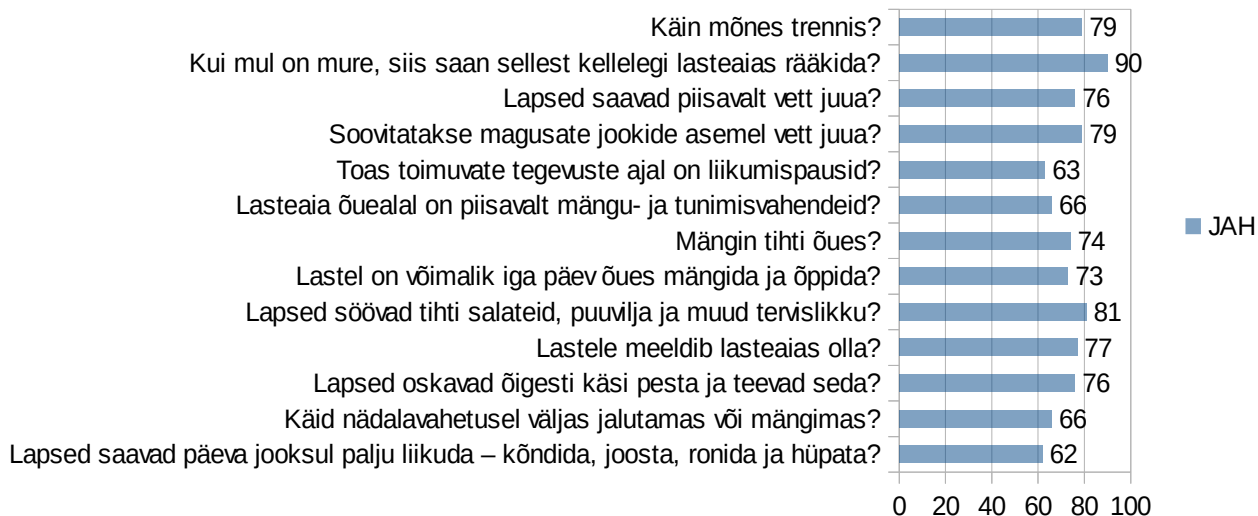 Käin mõnes trennis? 79
Kui mul on mure, siis saan sellest kellelegi lasteaias rääkida? 90
Lapsed saavad piisavalt vett juua? 76
Soovitatakse magusate jookide asemel vett juua? 79
Toas toimuvate tegevuste ajal on liikumispausid? 63
Lasteaia õuealal on piisavalt mängu- ja tunimisvahendeid? 66
JAH
Mängin tihti õues? 74
Lastel on võimalik iga päev õues mängida ja õppida? 73
Lapsed söövad tihti salateid, puuvilja ja muud tervislikku? 81
Lastele meeldib lasteaias olla? 77
Lapsed oskavad õigesti käsi pesta ja teevad seda? 76
Käid nädalavahetusel väljas jalutamas või mängimas? 66
Lapsed saavad päeva jooksul palju liikuda – kõndida, joosta, ronida ja hüpata? 62
0 20 40 60 80 100